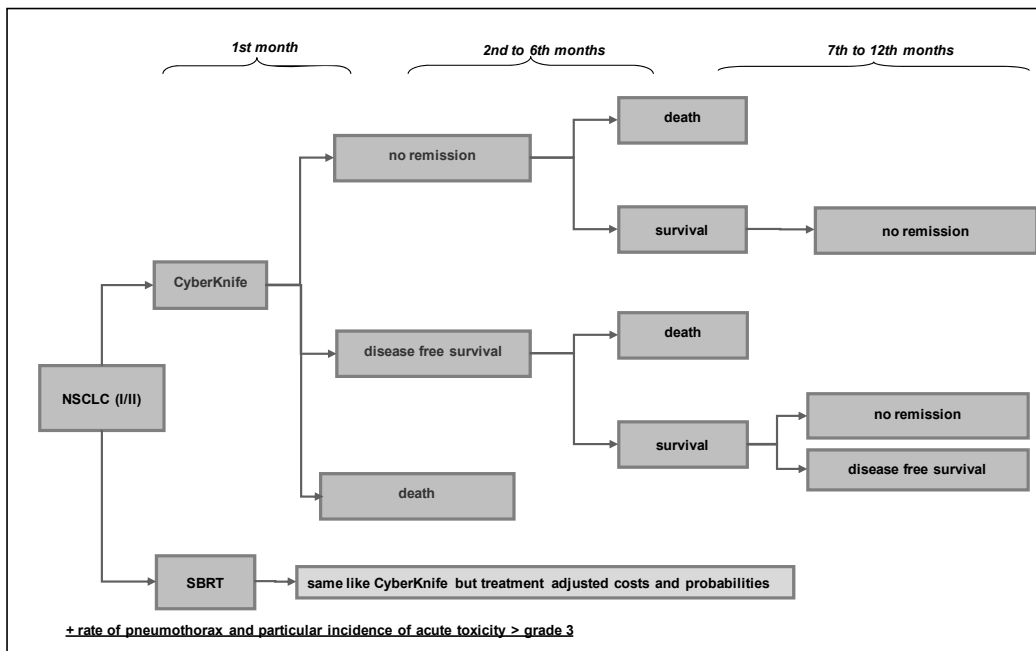 1st month
2nd to 6th months
7th to 12th months
death
no remission
survival
no remission
CyberKnife
death
disease free survival
NSCLC (I/II)
no remission
survival
disease free survival
death
SBRT
same like CyberKnife but treatment adjusted costs and probabilities
+ rate of pneumothorax and particular incidence of acute toxicity > grade 3